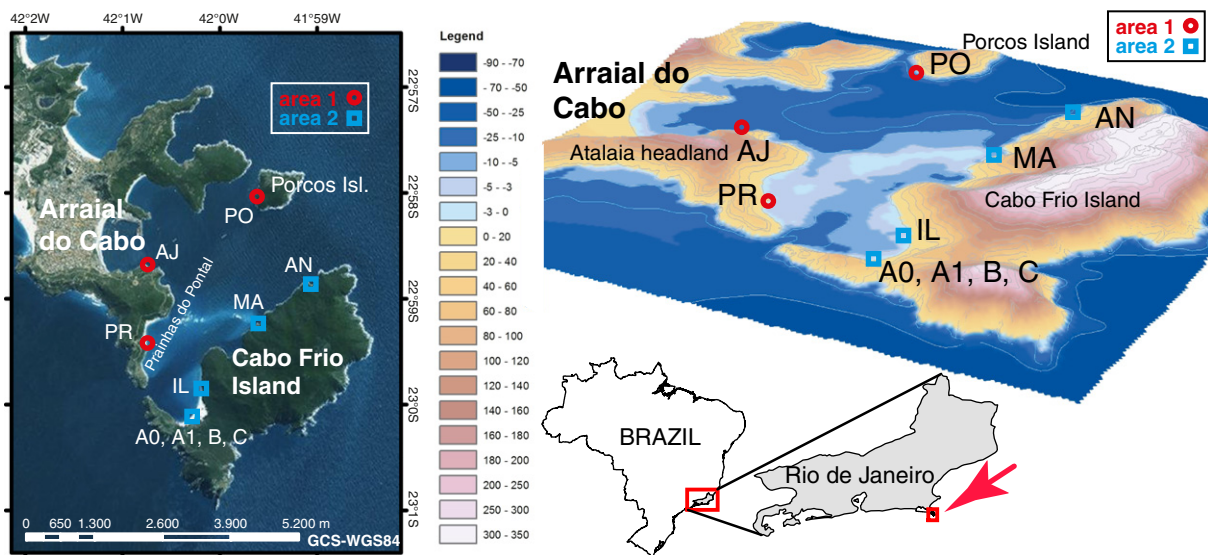 42°2W 42°1W 42°0W 41°59W
area 1
area 2
22°57S
22°58S
22°59S
23°0S
23°1S
Porcos Isl.
PO
Arraial
do Cabo
AJ
AN
MA
PR
Prainhas do Pontal
Cabo Frio
Island
IL
A0, A1, B, C
0 650 1.300 2.600 3.900 5.200 m
GCS-WGS84
Legend
-90 - -70
-70 - -50
-50 - -25
-25 - -10
-10 - -5
-5 - -3
-3 - 0
0 - 20
20 - 40
40 - 60
60 - 80
80 - 100
100 - 120
120 - 140
140 - 160
160 - 180
180 - 200
200 - 250
250 - 300
300 - 350
area 1
area 2
Porcos Island
PO
Arraial do
Cabo
AN
Atalaia headland AJ
MA
PR
Cabo Frio Island
IL
A0, A1, B, C
BRAZIL
Rio de Janeiro